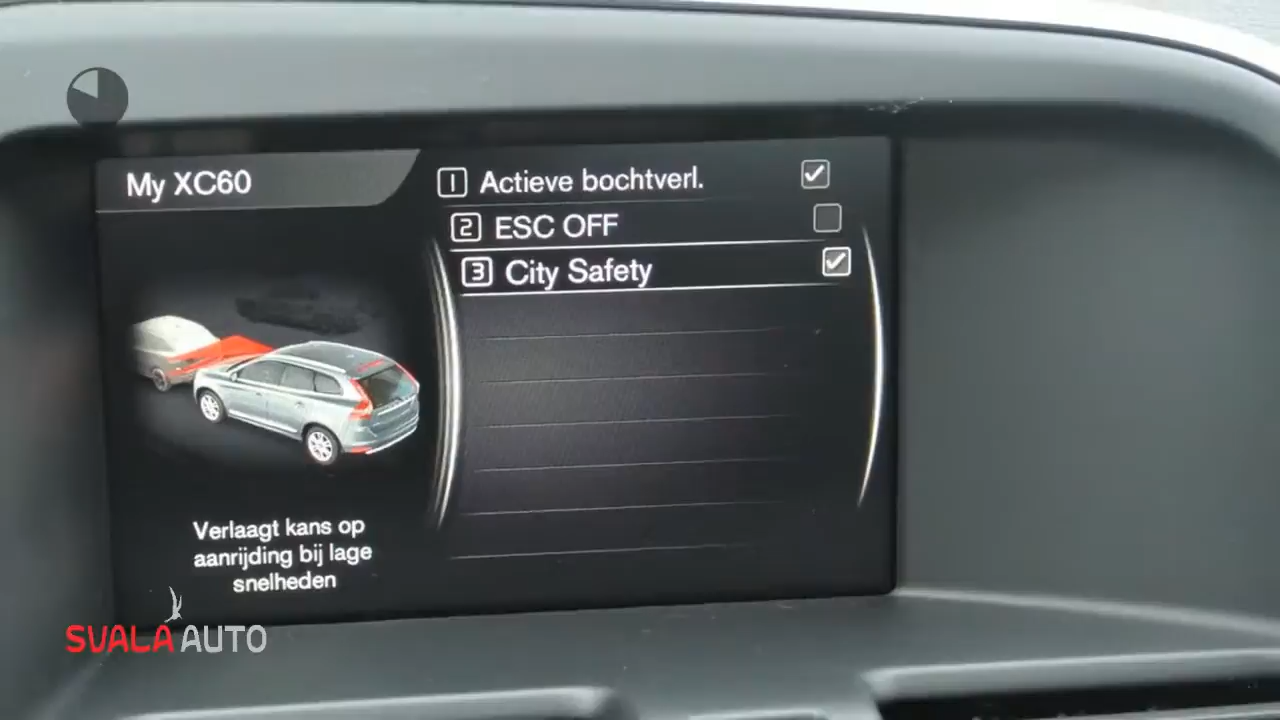 My XC60
1 Actieve bochtverl.
2 ESC OFF
3 City Safety
Verlaagt kans op
aanrijding bij lage
snelheden
SVALA AUTO